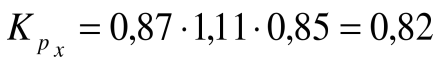 K_{p_x} = 0,87 · 1,11 · 0,85 = 0,82